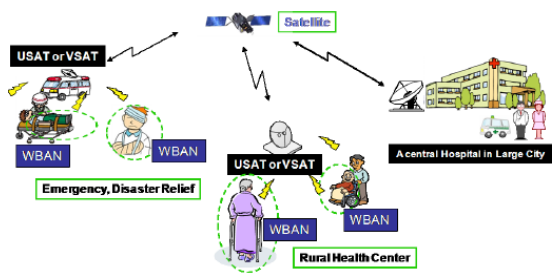 Satellite
USAT or VSAT
WBAN
WBAN
Emergency, Disaster Relief
USAT or VSAT
WBAN
WBAN
Rural Health Center
A central Hospital in Large City